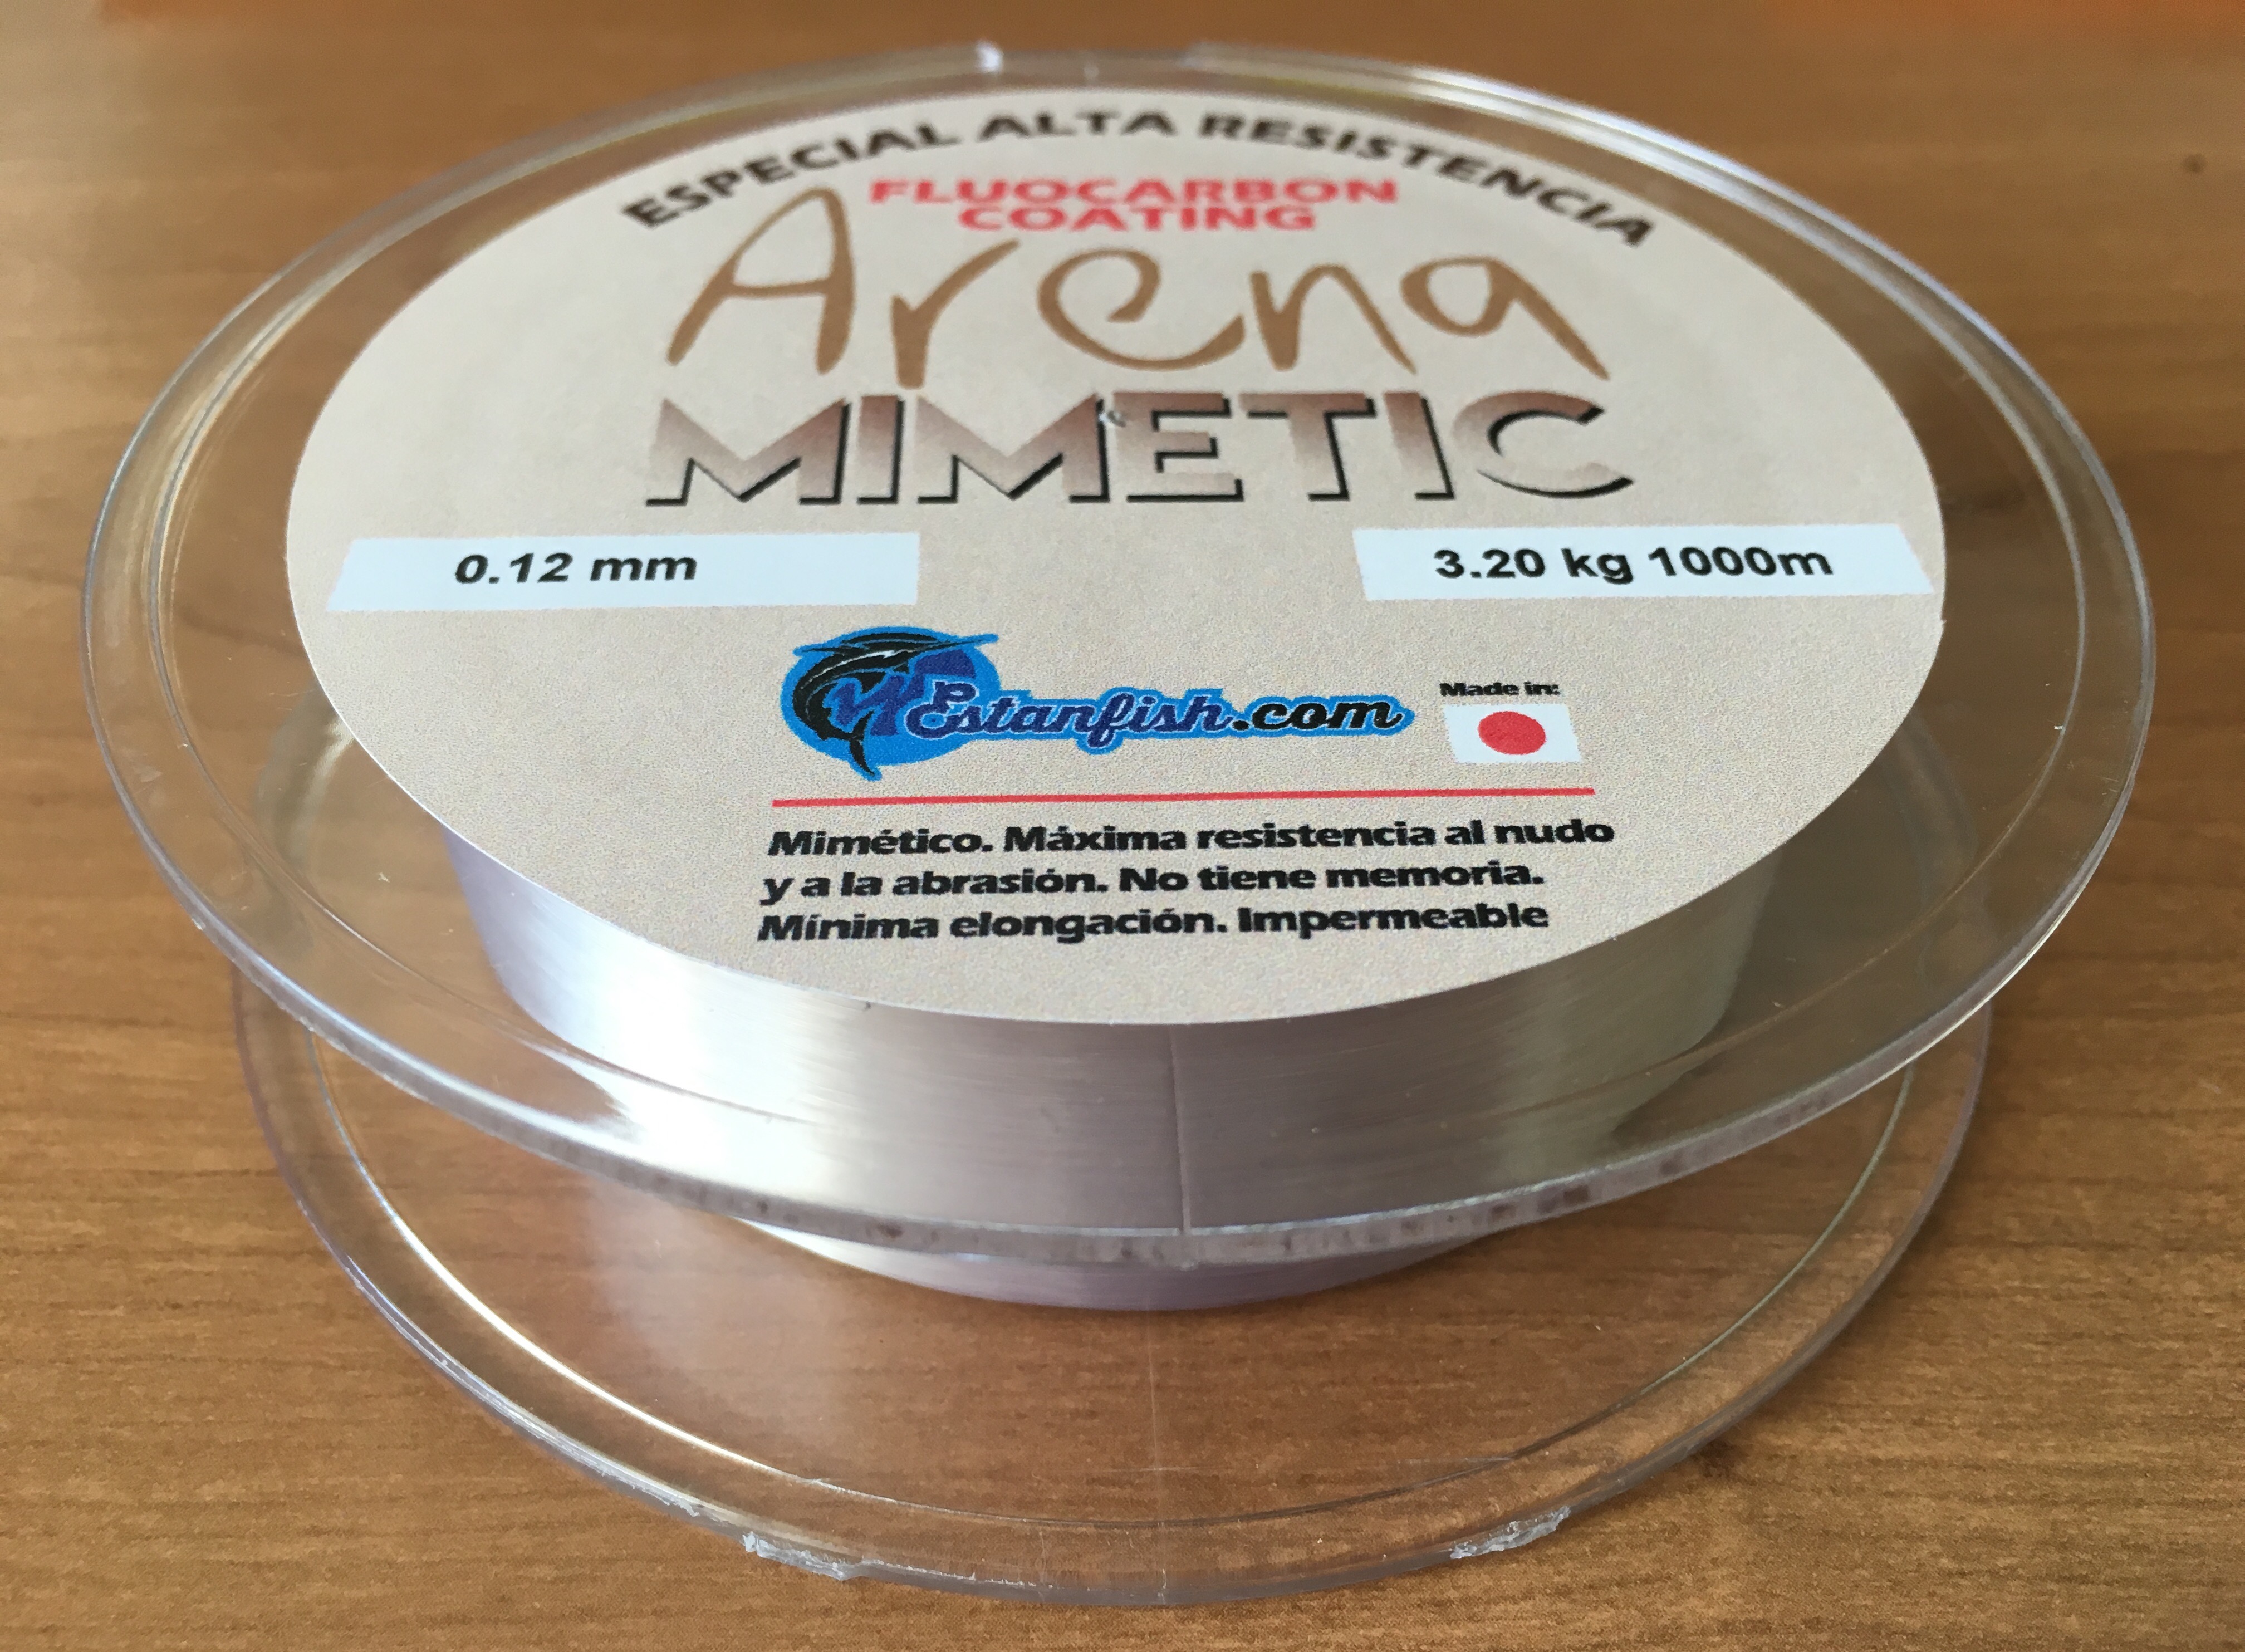 ESPECIAL ALTA RESISTENCIA
FLUOCARBON
COATING
Arena
MIMETIC
0.12 mm
3.20 kg 1000m
Estanfish.com
Made in:
Mimético. Máxima resistencia al nudo
y a la abrasión. No tiene memoria.
Mínima elongación. Impermeable